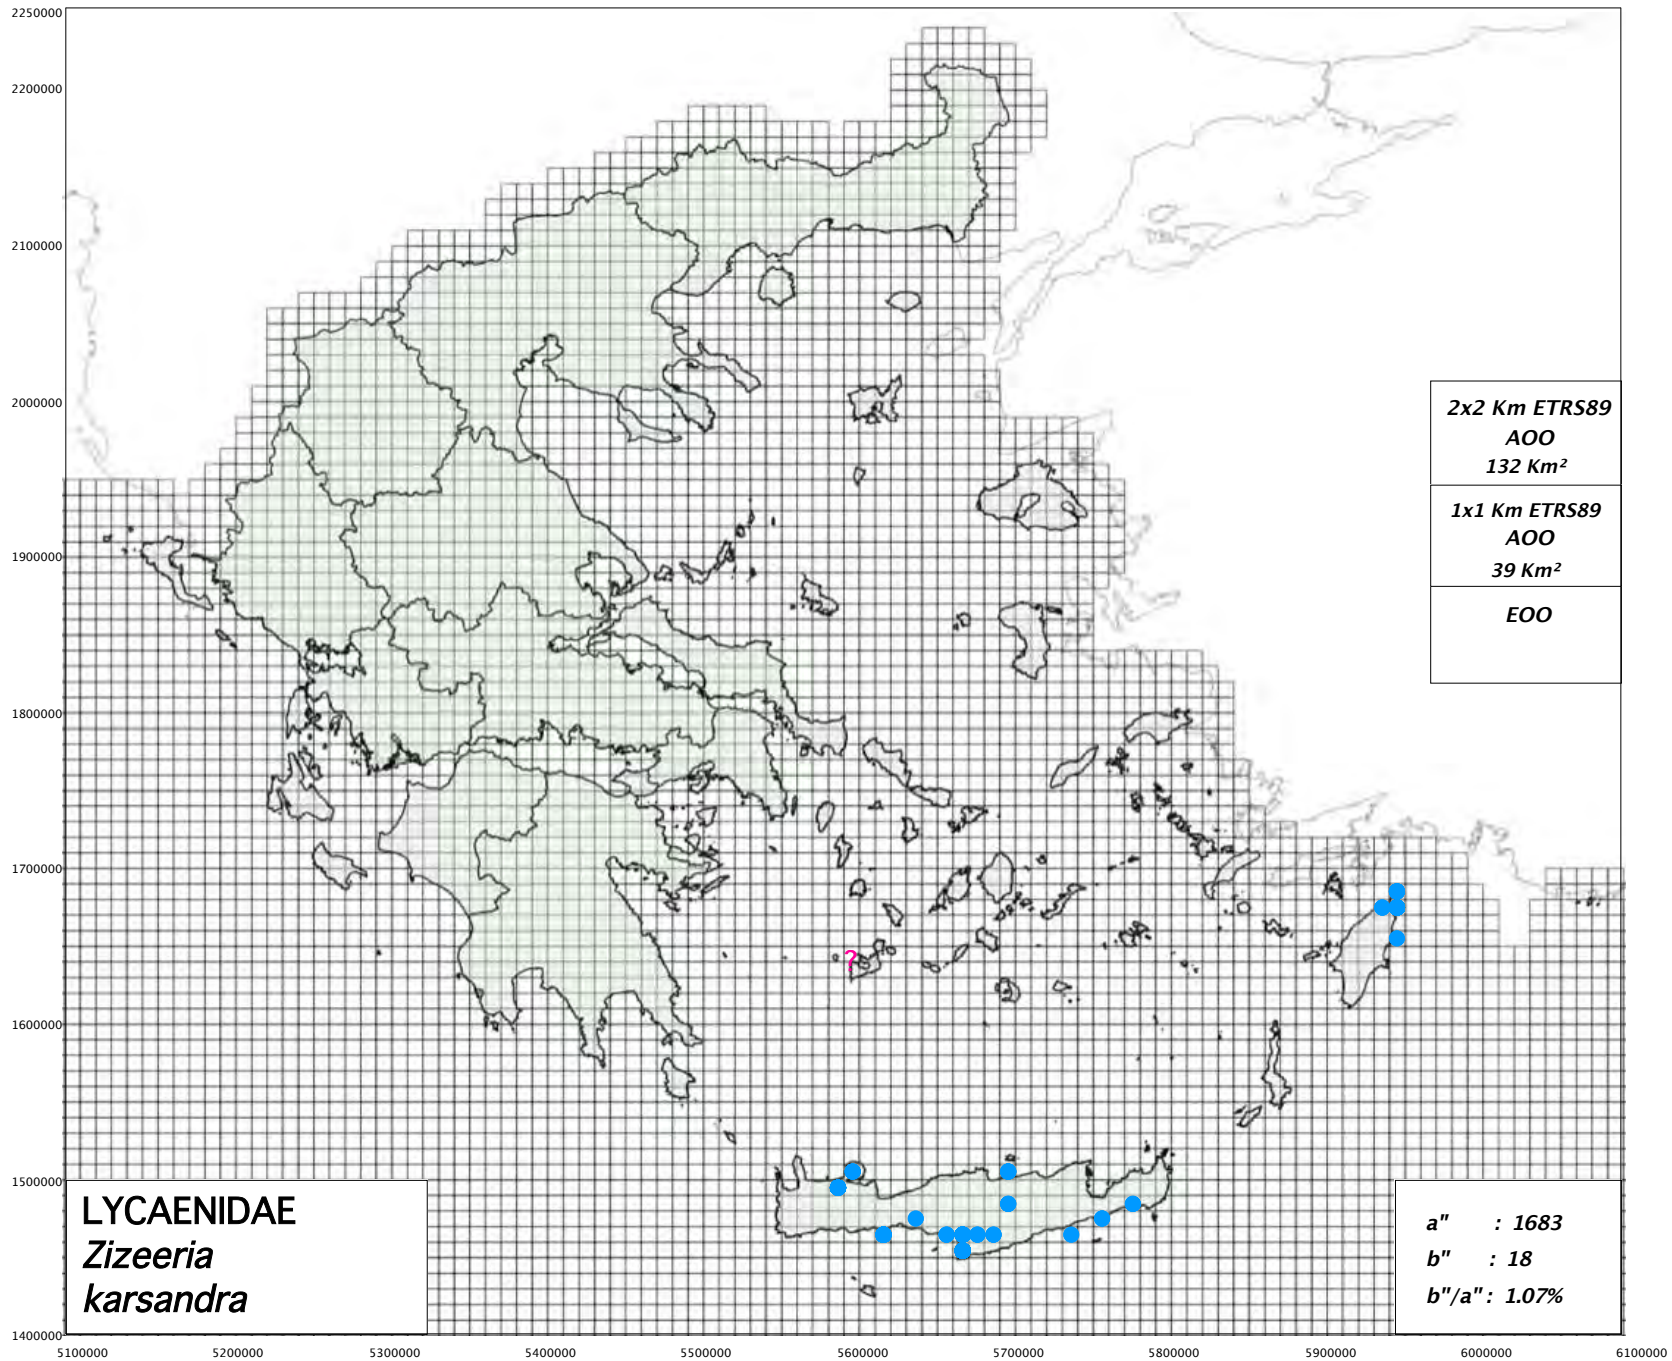 2250000
2200000
2100000
2000000
1900000
1800000
1700000
1600000
1500000
1400000
2x2 Km ETRS89
AOO
132 Km²
1x1 Km ETRS89
AOO
39 Km²
EOO
?
LYCAENIDAE
Zizeeria
karsandra
a" : 1683
b" : 18
b"/a" : 1.07%
5100000 5200000 5300000 5400000 5500000 5600000 5700000 5800000 5900000 6000000 6100000